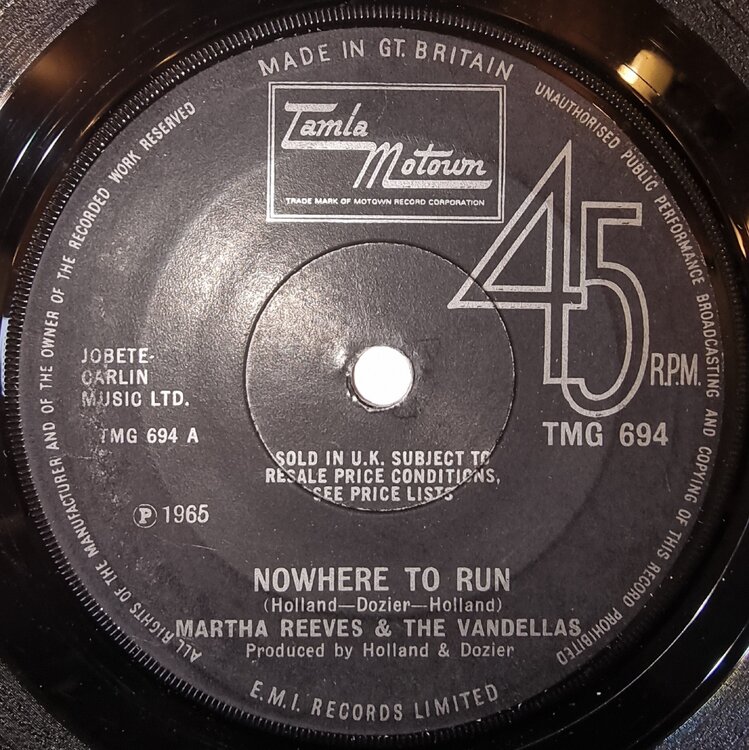 MADE IN GT. BRITAIN
UNAUTHORISED PUBLIC PERFORMANCE BROADCASTING AND COPYING OF THIS RECORD PROHIBITED
ALL RIGHTS OF THE MANUFACTURER AND OF THE OWNER OF THE RECORDED WORK RESERVED
Tamla
Motown
TRADE MARK OF MOTOWN RECORD CORPORATION
45
R.P.M.
TMG 694
JOBETE-
CARLIN
MUSIC LTD.
TMG 694 A
SOLD IN U.K. SUBJECT TO
RESALE PRICE CONDITIONS,
SEE PRICE LISTS
Ⓟ 1965
NOWHERE TO RUN
(Holland—Dozier—Holland)
MARTHA REEVES & THE VANDELLAS
Produced by Holland & Dozier
E.M.I. RECORDS LIMITED